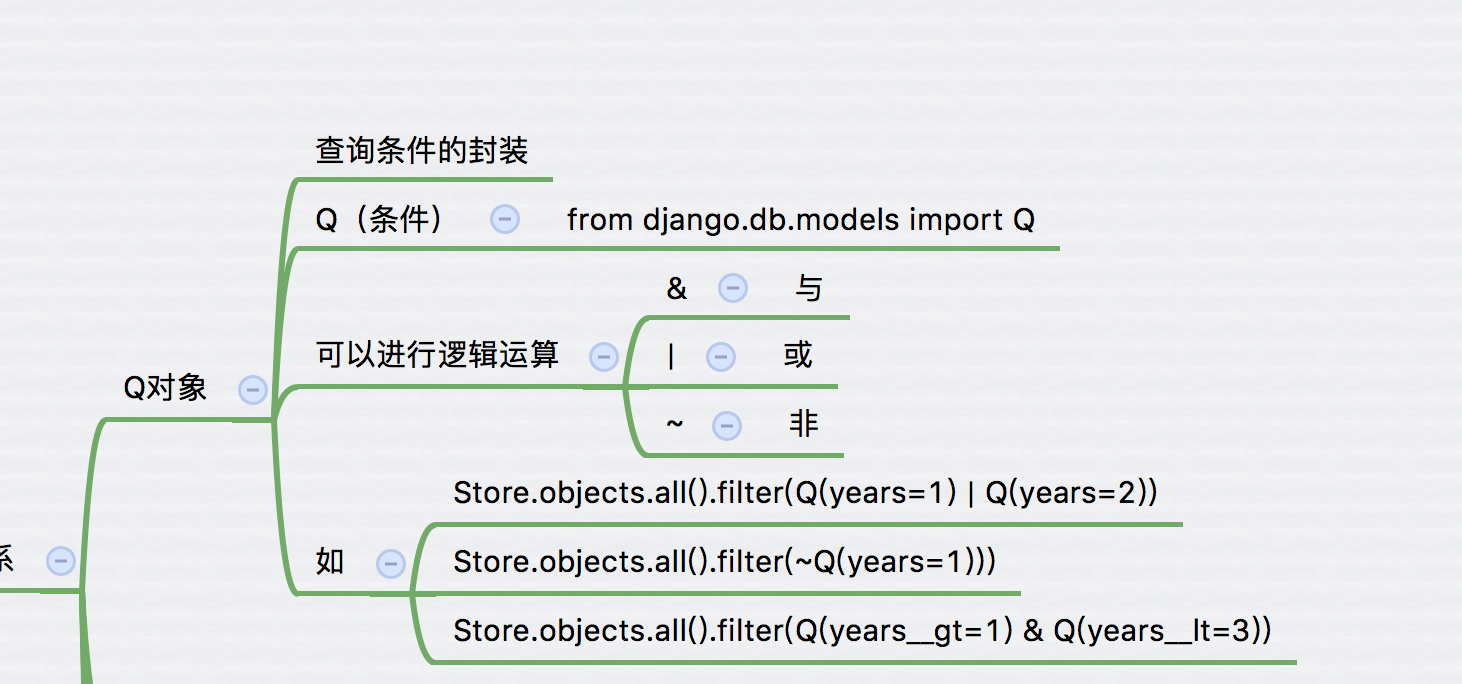 查询条件的封装
Q（条件） from django.db.models import Q
& 与
可以进行逻辑运算
| 或
~ 非
Q对象
Store.objects.all().filter(Q(years=1) | Q(years=2))
如
Store.objects.all().filter(~Q(years=1)))
Store.objects.all().filter(Q(years__gt=1) & Q(years__lt=3))